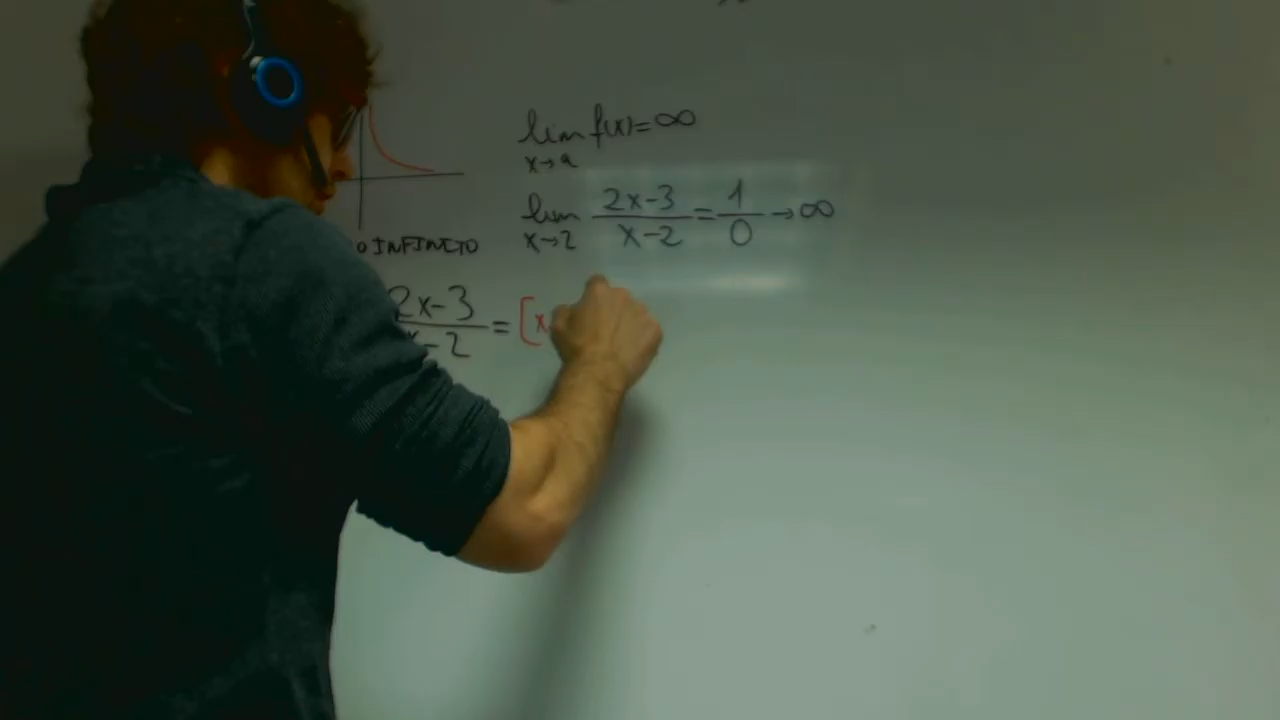 lim f(x)=∞
x→a
lim 2x-3/x-2 = 1/0 → ∞
x→2
INFINITO
2x-3/x-2 = [x